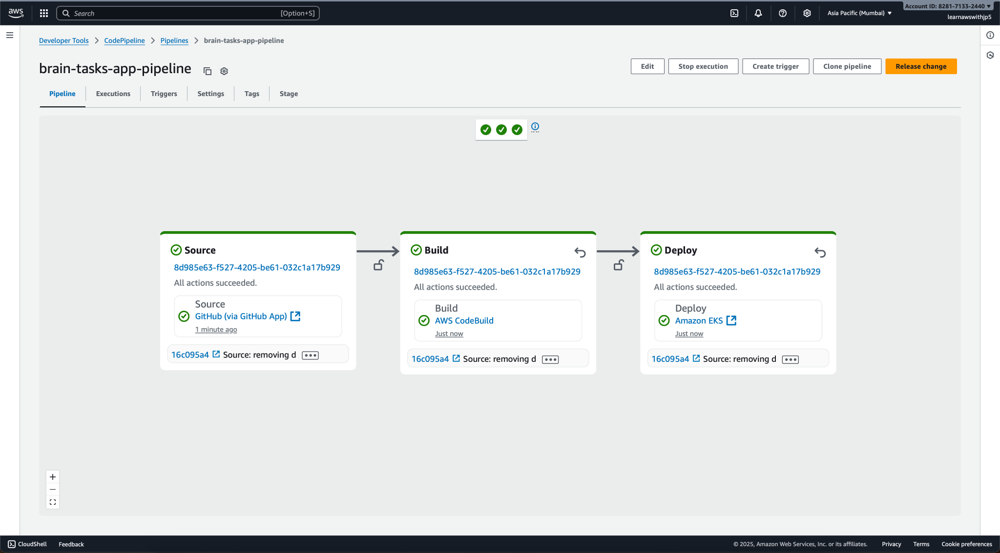 aws
Search
[Option+S]
Asia Pacific (Mumbai)
Account ID: 8281-7133-2440
learnawswithjp5
Developer Tools
CodePipeline
Pipelines
brain-tasks-app-pipeline
brain-tasks-app-pipeline
Edit
Stop execution
Create trigger
Clone pipeline
Release change
Pipeline
Executions
Triggers
Settings
Tags
Stage
Source
8d985e63-f527-4205-be61-032c1a17b929
All actions succeeded.
Source
GitHub (via GitHub App)
1 minute ago
16c095a4 Source: removing d
Build
8d985e63-f527-4205-be61-032c1a17b929
All actions succeeded.
Build
AWS CodeBuild
Just now
16c095a4 Source: removing d
Deploy
8d985e63-f527-4205-be61-032c1a17b929
All actions succeeded.
Deploy
Amazon EKS
Just now
16c095a4 Source: removing d
CloudShell
Feedback
© 2025, Amazon Web Services, Inc. or its affiliates.
Privacy
Terms
Cookie preferences